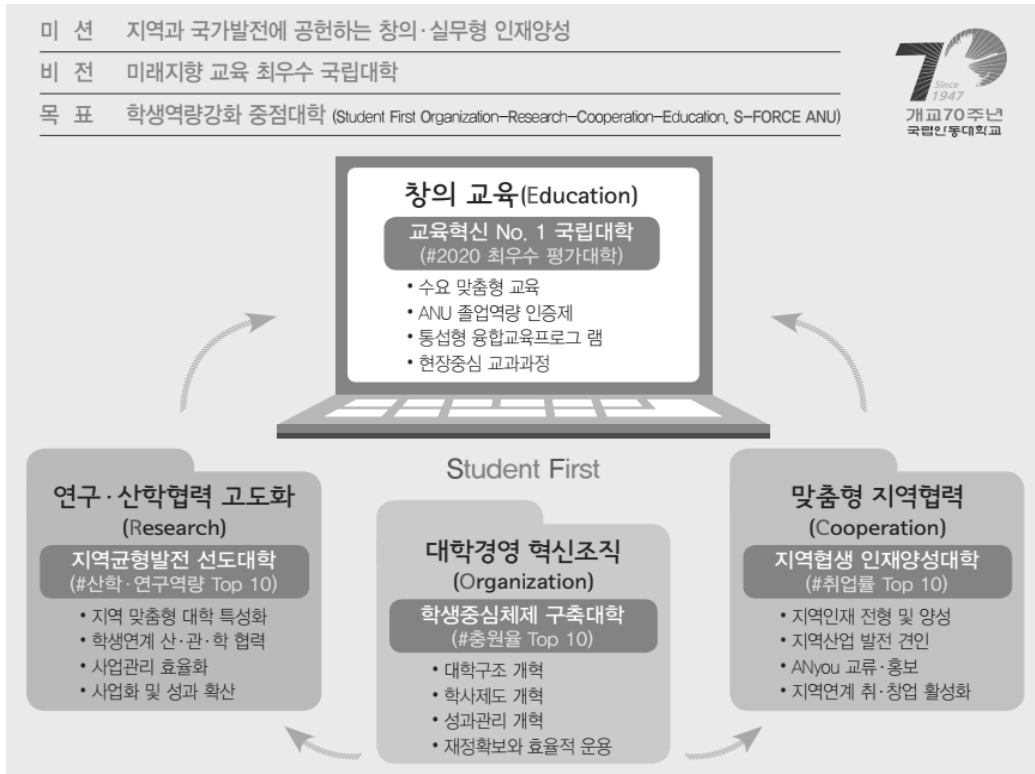 미 션 지역과 국가발전에 공헌하는 창의·실무형 인재양성
비 전 미래지향 교육 최우수 국립대학
목 표 학생역량강화 중점대학 (Student First Organization-Research-Cooperation-Education, S-FORCE ANU)
70
Since
1947
개교70주년
국립안동대학교
창의 교육(Education)
교육혁신 No. 1 국립대학
(#2020 최우수 평가대학)
• 수요 맞춤형 교육
• ANU 졸업역량 인증제
• 통섭형 융합교육프로그 램
• 현장중심 교과과정
Student First
연구·산학협력 고도화
(Research)
지역균형발전 선도대학
(#산학·연구역량 Top 10)
• 지역 맞춤형 대학 특성화
• 학생연계 산·관·학 협력
• 사업관리 효율화
• 사업화 및 성과 확산
대학경영 혁신조직
(Organization)
학생중심체제 구축대학
(#충원율 Top 10)
• 대학구조 개혁
• 학사제도 개혁
• 성과관리 개혁
• 재정확보와 효율적 운용
맞춤형 지역협력
(Cooperation)
지역협생 인재양성대학
(#취업률 Top 10)
• 지역인재 전형 및 양성
• 지역산업 발전 견인
• ANyou 교류·홍보
• 지역연계 취·창업 활성화